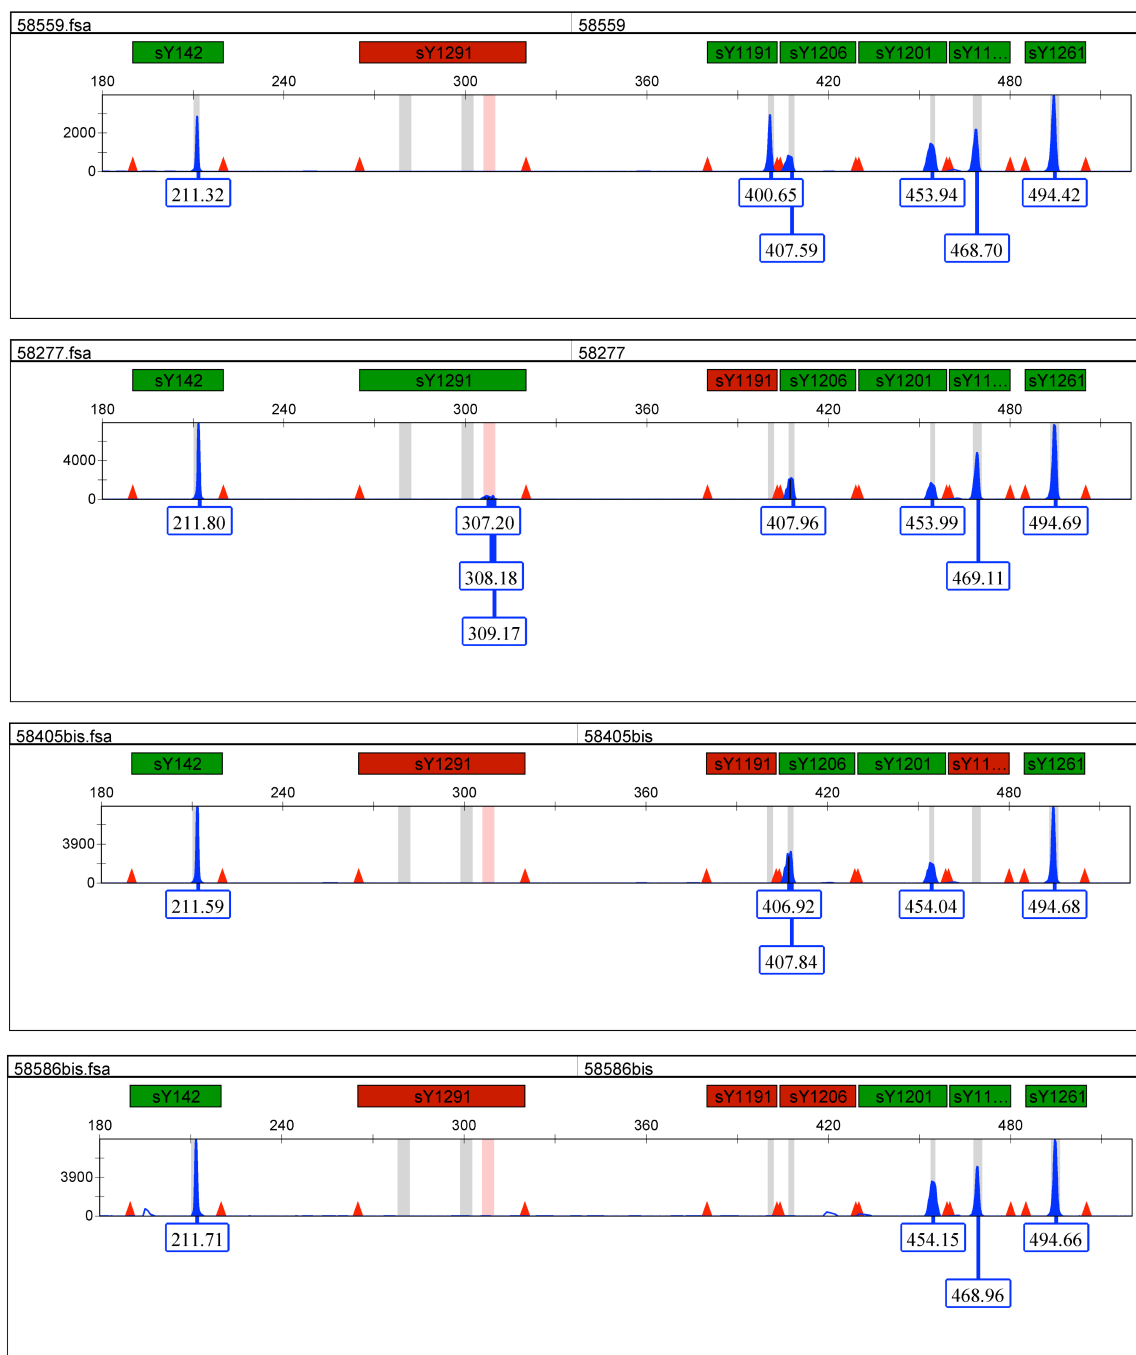 58559.fsa 58559
sY142 sY1291 sY1191 sY1206 sY1201 sY11... sY1261
180 240 300 360 420 480
2000
0
211.32 400.65 453.94 494.42
407.59 468.70
58277.fsa 58277
sY142 sY1291 sY1191 sY1206 sY1201 sY11... sY1261
180 240 300 360 420 480
4000
0
211.80 307.20 407.96 453.99 494.69
308.18 469.11
309.17
58405bis.fsa 58405bis
sY142 sY1291 sY1191 sY1206 sY1201 sY11... sY1261
180 240 300 360 420 480
3900
0
211.59 406.92 454.04 494.68
407.84
58586bis.fsa 58586bis
sY142 sY1291 sY1191 sY1206 sY1201 sY11... sY1261
180 240 300 360 420 480
3900
0
211.71 454.15 494.66
468.96